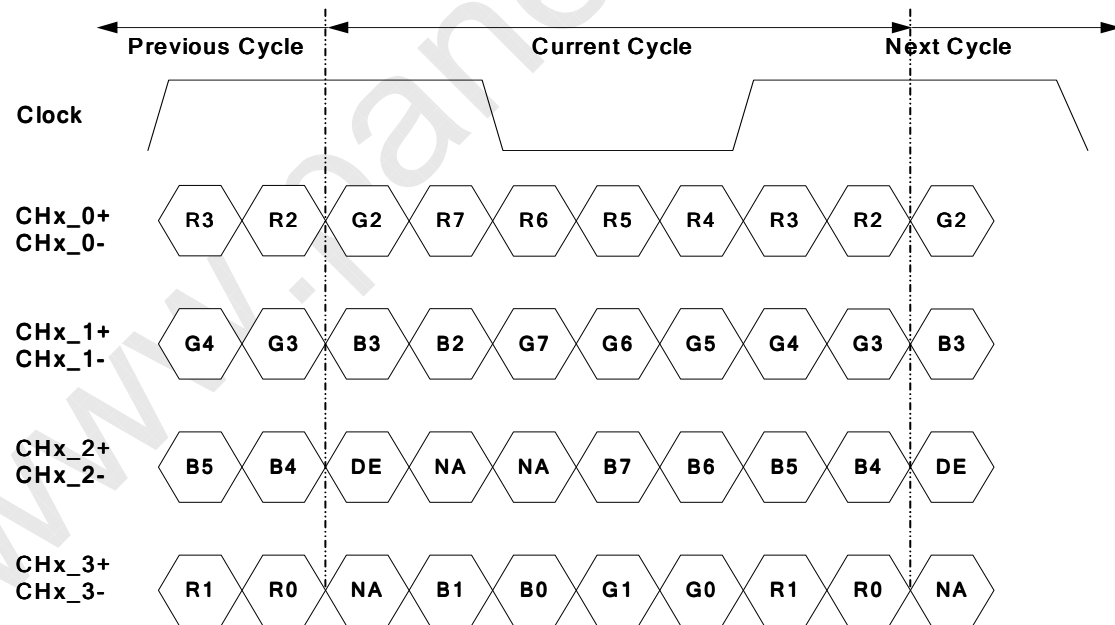 Previous Cycle Current Cycle Next Cycle
Clock
CHx_0+
CHx_0-
R3 R2 G2 R7 R6 R5 R4 R3 R2 G2
CHx_1+
CHx_1-
G4 G3 B3 B2 G7 G6 G5 G4 G3 B3
CHx_2+
CHx_2-
B5 B4 DE NA NA B7 B6 B5 B4 DE
CHx_3+
CHx_3-
R1 R0 NA B1 B0 G1 G0 R1 R0 NA
www.pan